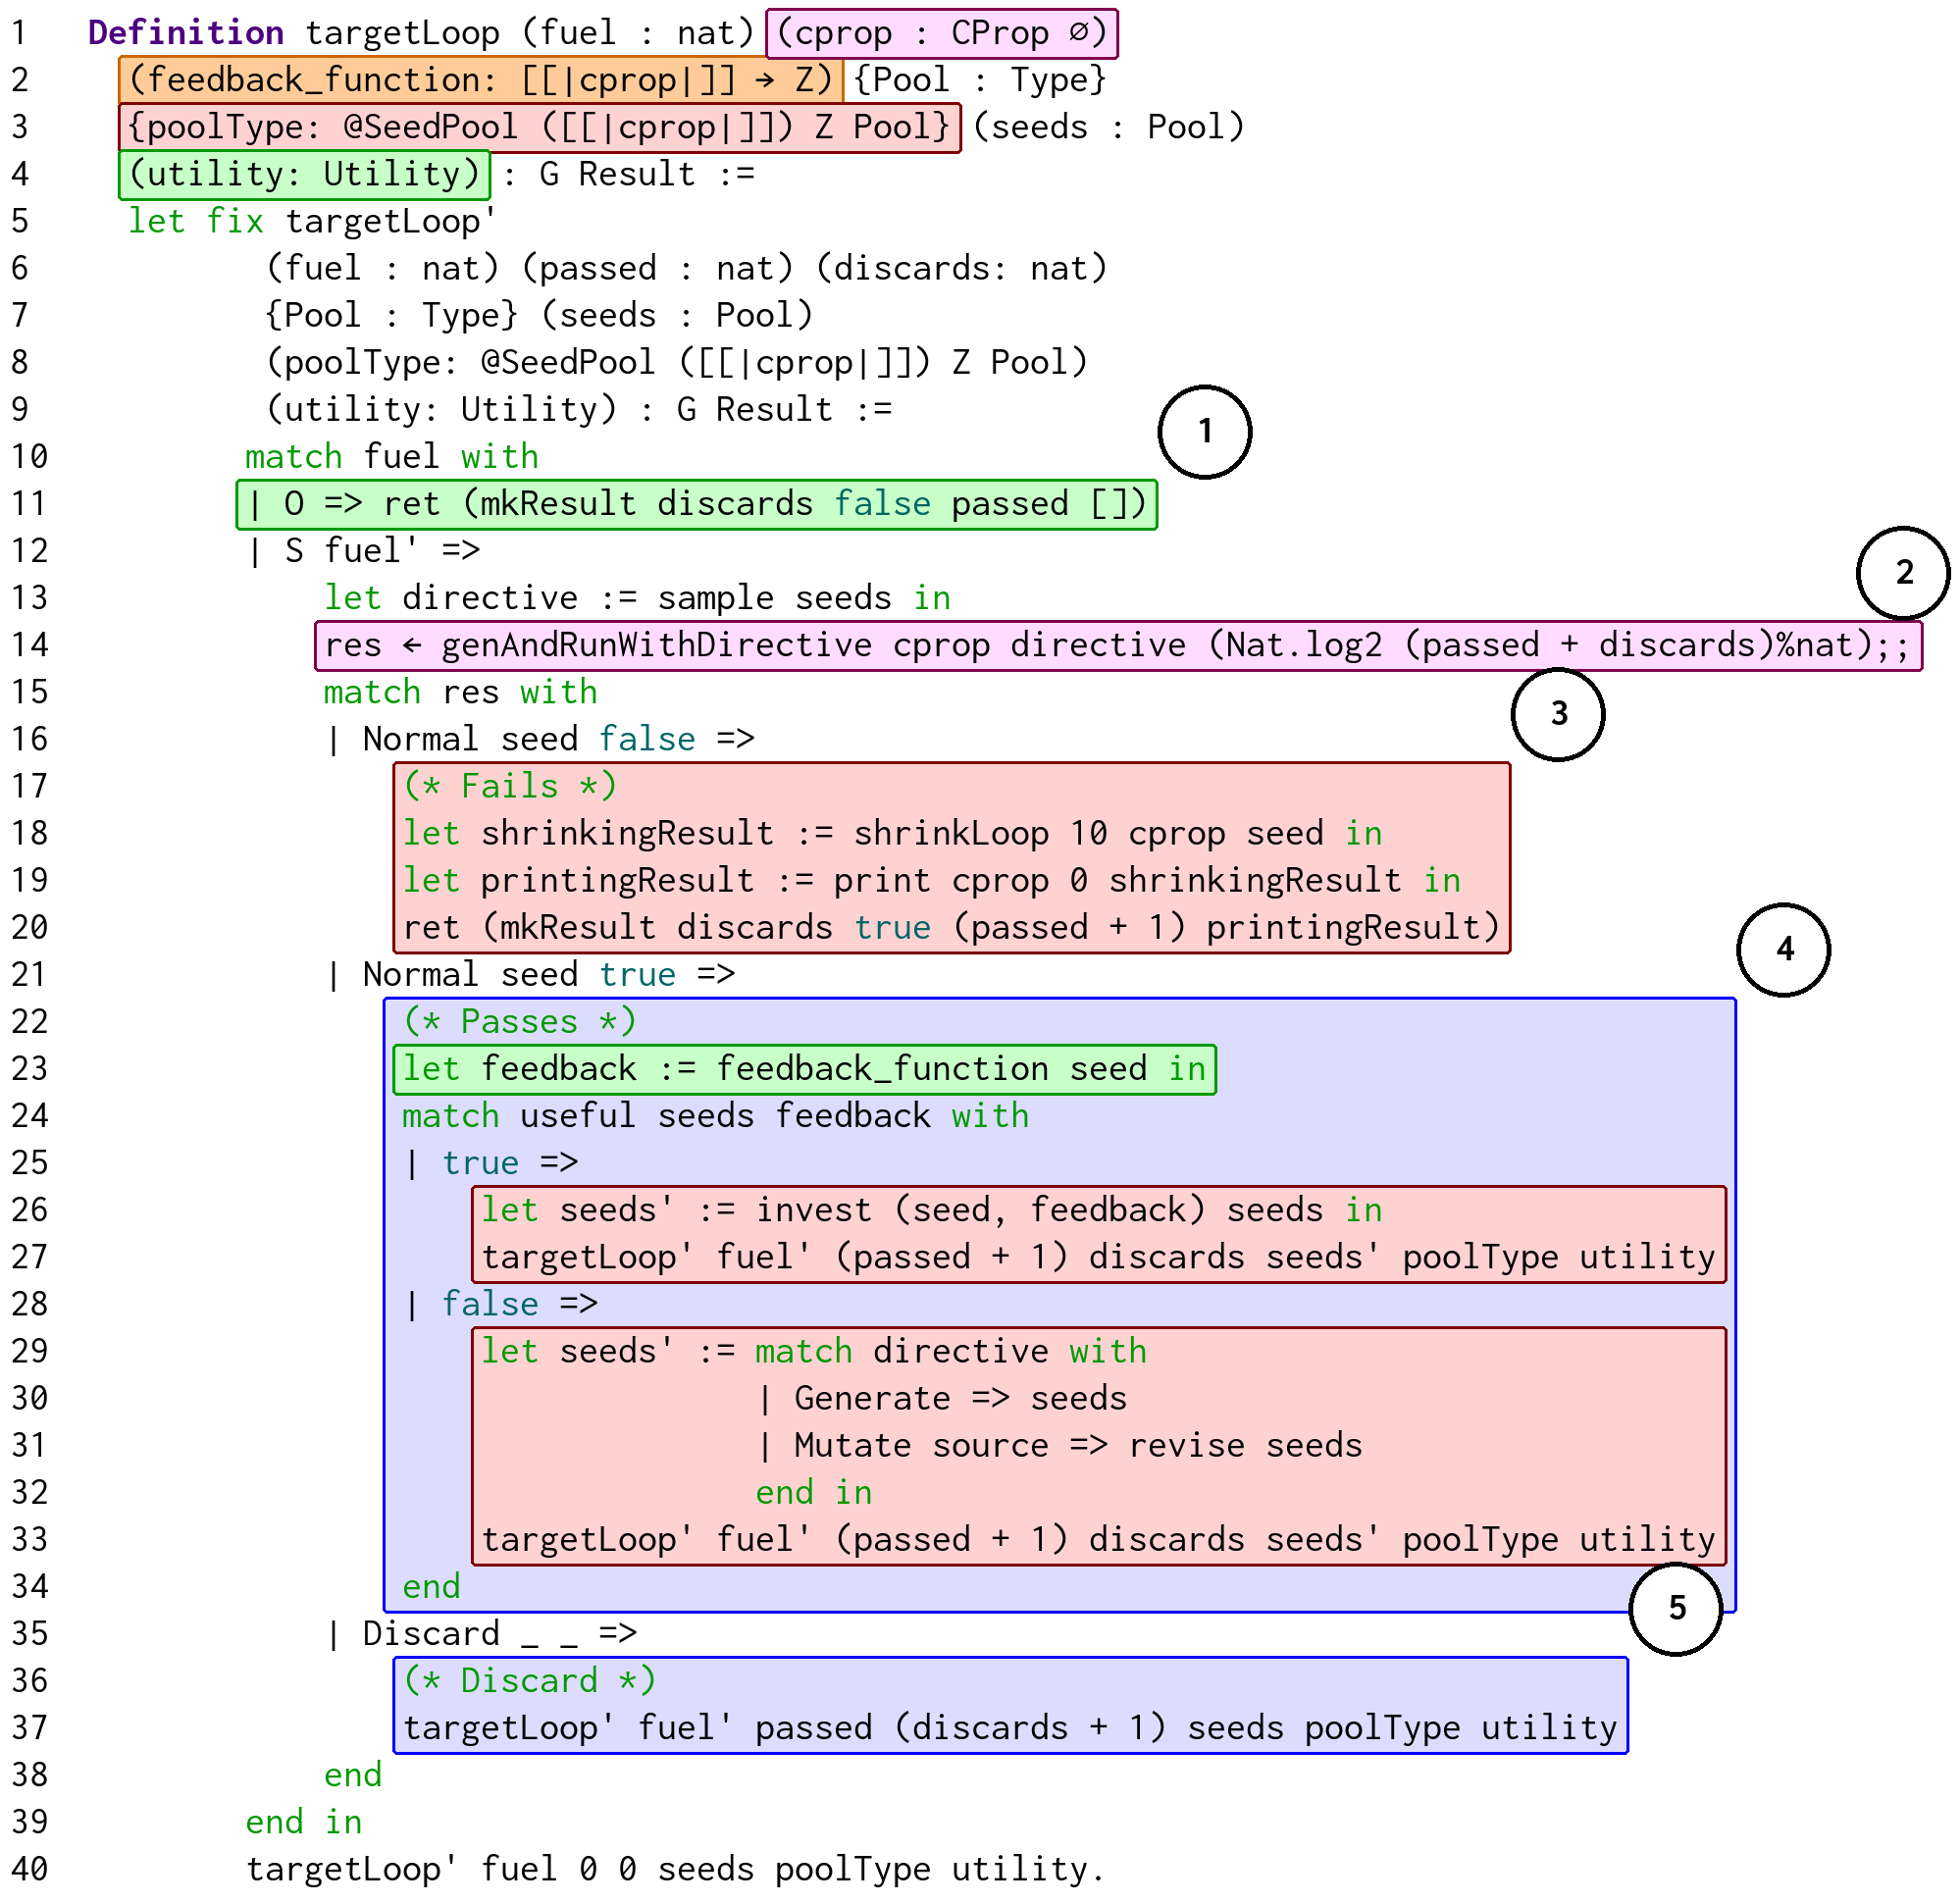 1 Definition targetLoop (fuel : nat) (cprop : CProp ∅)
2 (feedback_function: [[|cprop|]] → Z) {Pool : Type}
3 {poolType: @SeedPool ([[|cprop|]]) Z Pool} (seeds : Pool)
4 (utility: Utility) : G Result :=
5 let fix targetLoop'
6 (fuel : nat) (passed : nat) (discards: nat)
7 {Pool : Type} (seeds : Pool)
8 (poolType: @SeedPool ([[|cprop|]]) Z Pool)
9 (utility: Utility) : G Result :=
1
10 match fuel with
11 | O => ret (mkResult discards false passed [])
12 | S fuel' =>
2
13 let directive := sample seeds in
14 res ← genAndRunWithDirective cprop directive (Nat.log2 (passed + discards)%nat);;
15 match res with
3
16 | Normal seed false =>
17 (* Fails *)
18 let shrinkingResult := shrinkLoop 10 cprop seed in
19 let printingResult := print cprop 0 shrinkingResult in
20 ret (mkResult discards true (passed + 1) printingResult)
4
21 | Normal seed true =>
22 (* Passes *)
23 let feedback := feedback_function seed in
24 match useful seeds feedback with
25 | true =>
26 let seeds' := invest (seed, feedback) seeds in
27 targetLoop' fuel' (passed + 1) discards seeds' poolType utility
28 | false =>
29 let seeds' := match directive with
30 | Generate => seeds
31 | Mutate source => revise seeds
32 end in
33 targetLoop' fuel' (passed + 1) discards seeds' poolType utility
34 end
5
35 | Discard _ _ =>
36 (* Discard *)
37 targetLoop' fuel' passed (discards + 1) seeds poolType utility
38 end
39 end in
40 targetLoop' fuel 0 0 seeds poolType utility.